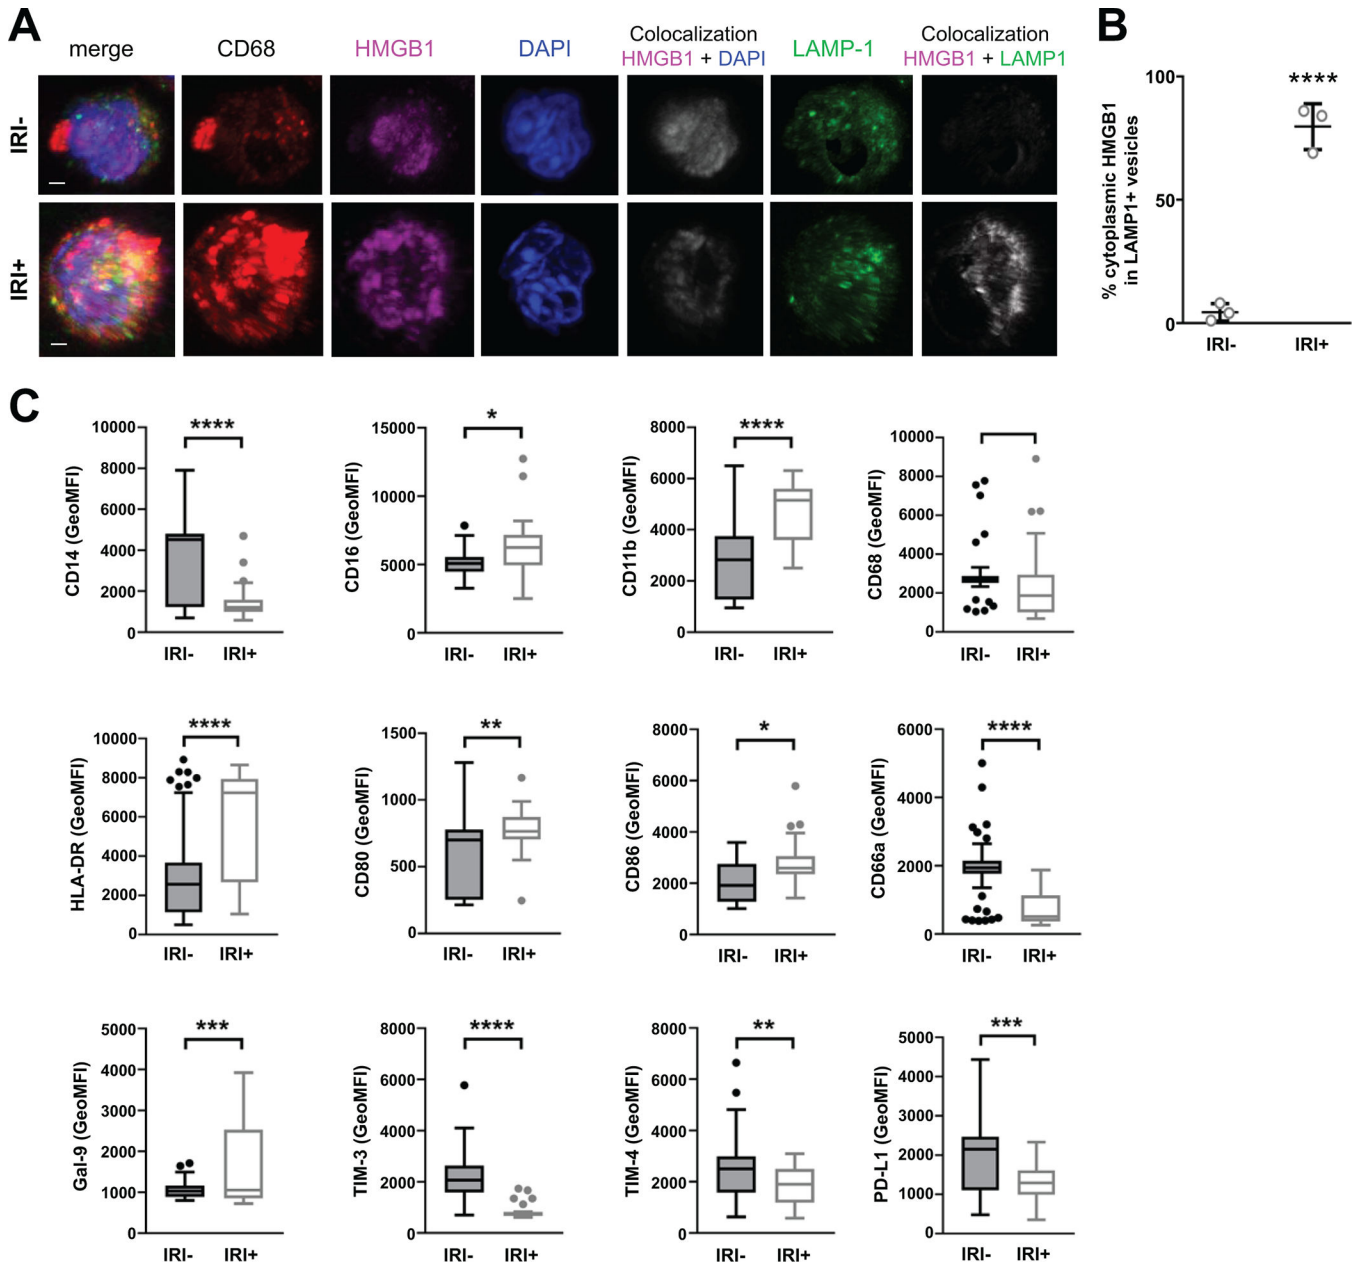 A
B
merge
CD68
HMGB1
DAPI
Colocalization
HMGB1 + DAPI
LAMP-1
Colocalization
HMGB1 + LAMP1
IRI-
IRI+
% cytoplasmic HMGB1
in LAMP1+ vesicles
100
50
0
****
IRI-
IRI+
C
CD14 (GeoMFI)
10000
8000
6000
4000
2000
0
****
IRI-
IRI+
CD16 (GeoMFI)
15000
10000
5000
0
*
IRI-
IRI+
CD11b (GeoMFI)
8000
6000
4000
2000
0
****
IRI-
IRI+
CD68 (GeoMFI)
10000
8000
6000
4000
2000
0
IRI-
IRI+
HLA-DR (GeoMFI)
10000
8000
6000
4000
2000
0
****
IRI-
IRI+
CD80 (GeoMFI)
1500
1000
500
0
**
IRI-
IRI+
CD86 (GeoMFI)
8000
6000
4000
2000
0
*
IRI-
IRI+
CD66a (GeoMFI)
6000
4000
2000
0
****
IRI-
IRI+
Gal-9 (GeoMFI)
5000
4000
3000
2000
1000
0
***
IRI-
IRI+
TIM-3 (GeoMFI)
8000
6000
4000
2000
0
****
IRI-
IRI+
TIM-4 (GeoMFI)
8000
6000
4000
2000
0
**
IRI-
IRI+
PD-L1 (GeoMFI)
5000
4000
3000
2000
1000
0
***
IRI-
IRI+